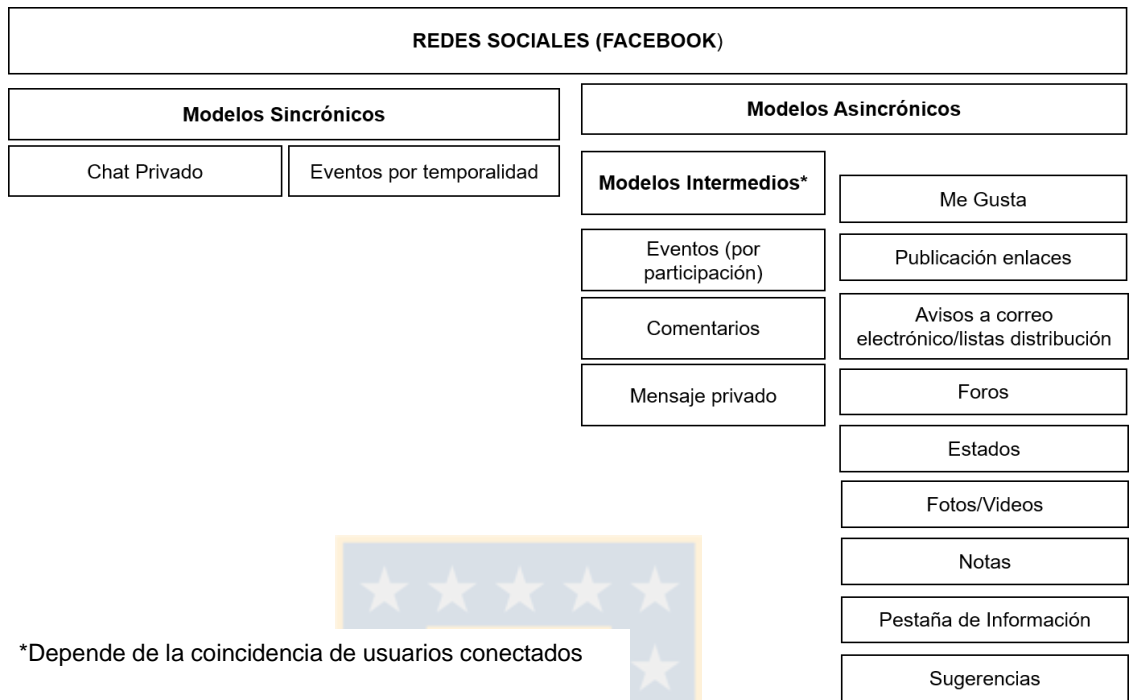 REDES SOCIALES (FACEBOOK)
Modelos Sincrónicos
Chat Privado
Eventos por temporalidad
Modelos Asincrónicos
Modelos Intermedios*
Eventos (por
participación)
Comentarios
Mensaje privado
Me Gusta
Publicación enlaces
Avisos a correo
electrónico/listas distribución
Foros
Estados
Fotos/Videos
Notas
Pestaña de Información
Sugerencias
*Depende de la coincidencia de usuarios conectados